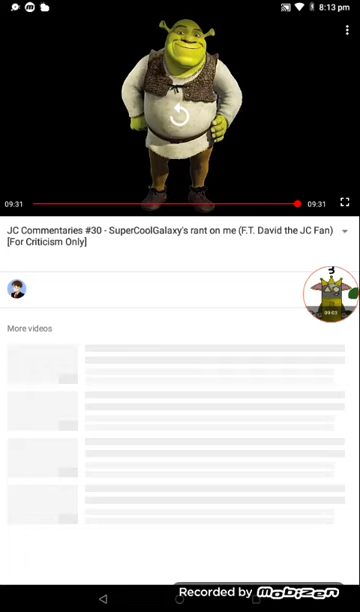 8:13 pm
09:31
09:31
JC Commentaries #30 - SuperCoolGalaxy's rant on me (F.T. David the JC Fan)
[For Criticism Only]
3
09:03
More videos
Recorded by mobizen